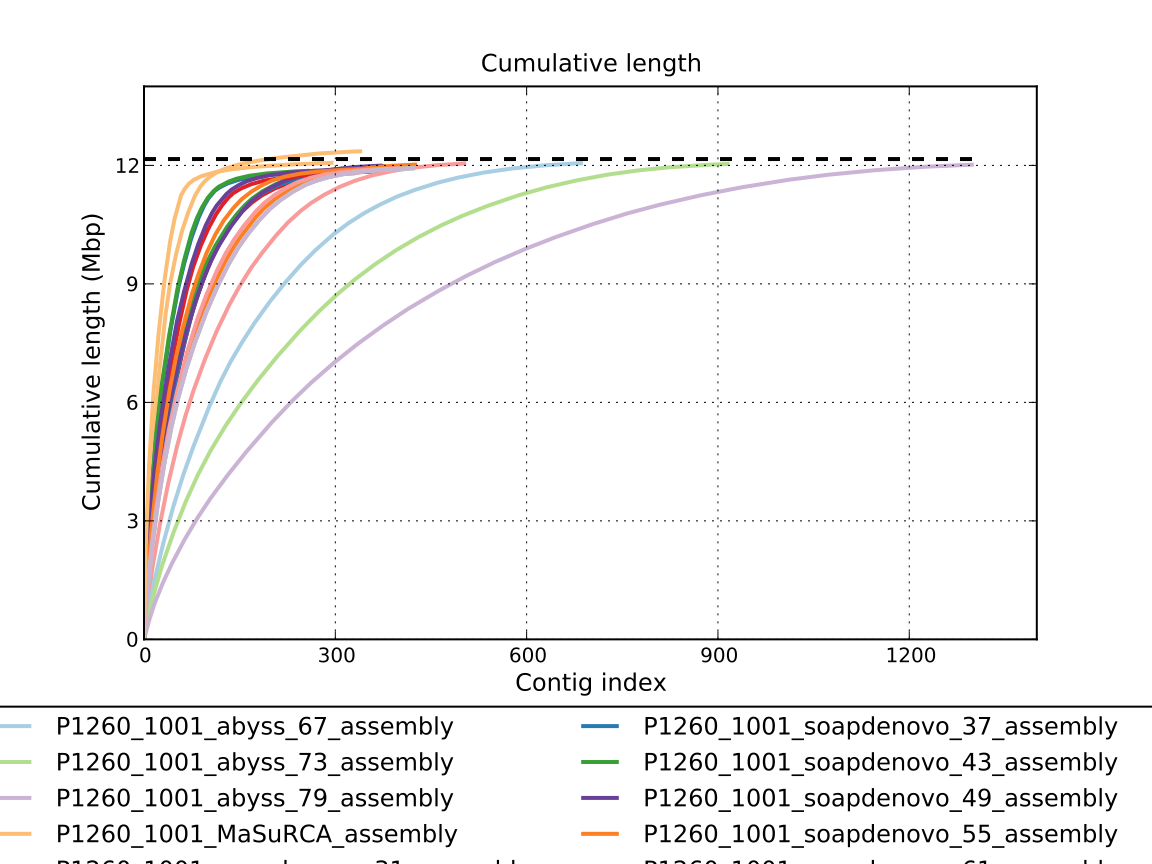 Cumulative length
Cumulative length (Mbp)
12
9
6
3
0
0 300 600 900 1200
Contig index
P1260_1001_abyss_67_assembly P1260_1001_soapdenovo_37_assembly
P1260_1001_abyss_73_assembly P1260_1001_soapdenovo_43_assembly
P1260_1001_abyss_79_assembly P1260_1001_soapdenovo_49_assembly
P1260_1001_MaSuRCA_assembly P1260_1001_soapdenovo_55_assembly